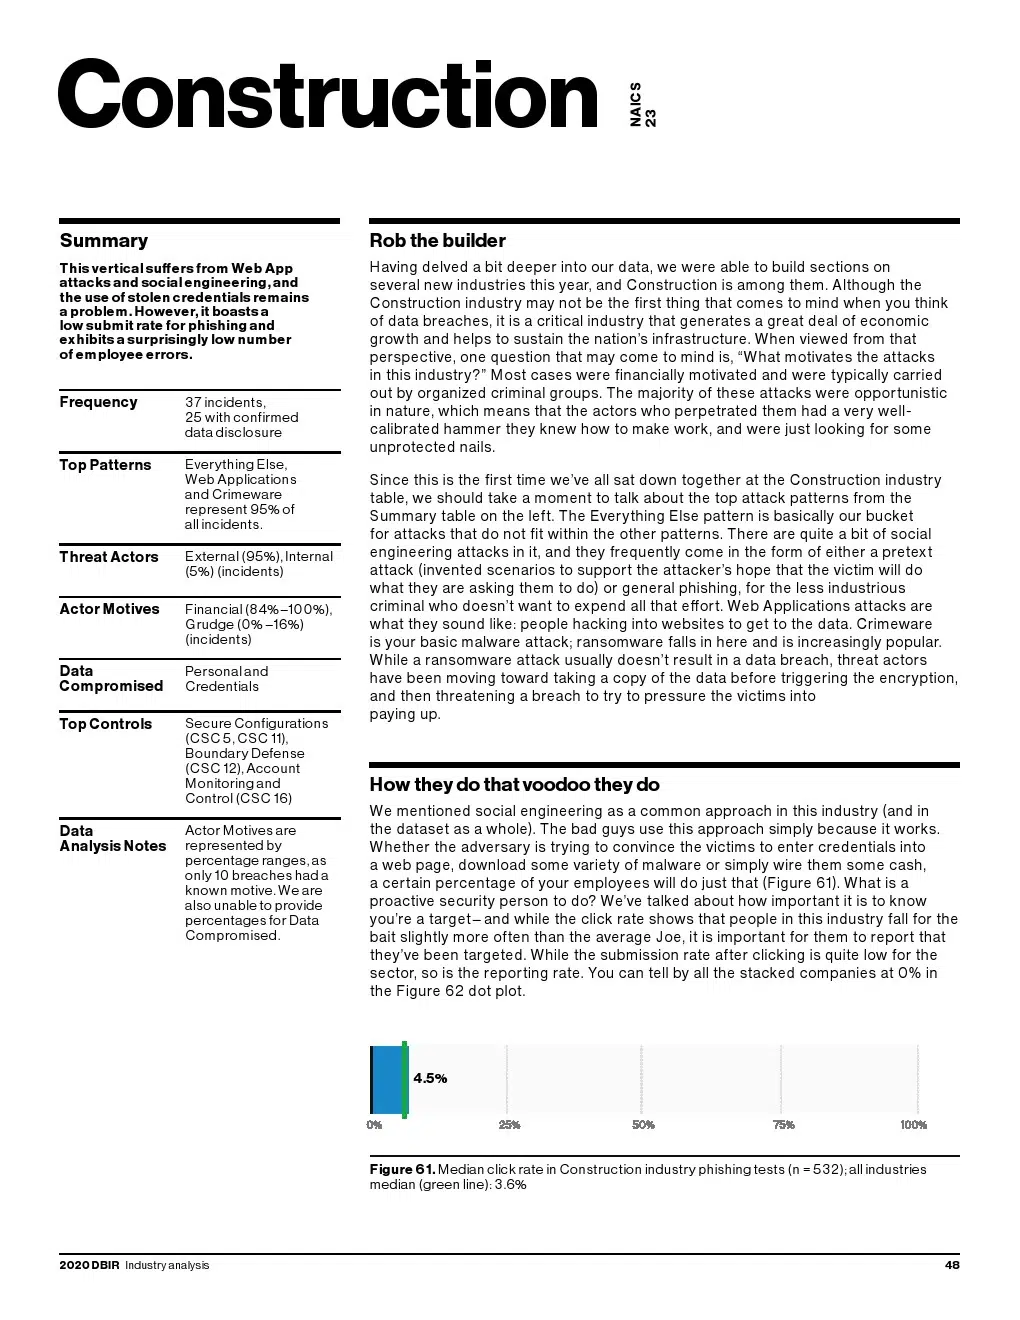 Construction
NAICS
23
Summary
This vertical suffers from Web App
attacks and social engineering, and
the use of stolen credentials remains
a problem. However, it boasts a
low submit rate for phishing and
exhibits a surprisingly low number
of employee errors.
Frequency
37 incidents,
25 with confirmed
data disclosure
Top Patterns
Everything Else,
Web Applications
and Crimeware
represent 95% of
all incidents.
Threat Actors
External (95%), Internal
(5%) (incidents)
Actor Motives
Financial (84%–100%),
Grudge (0% –16%)
(incidents)
Data
Compromised
Personal and
Credentials
Top Controls
Secure Configurations
(CSC 5, CSC 11),
Boundary Defense
(CSC 12), Account
Monitoring and
Control (CSC 16)
Data
Analysis Notes
Actor Motives are
represented by
percentage ranges, as
only 10 breaches had a
known motive. We are
also unable to provide
percentages for Data
Compromised.
Rob the builder
Having delved a bit deeper into our data, we were able to build sections on
several new industries this year, and Construction is among them. Although the
Construction industry may not be the first thing that comes to mind when you think
of data breaches, it is a critical industry that generates a great deal of economic
growth and helps to sustain the nation’s infrastructure. When viewed from that
perspective, one question that may come to mind is, “What motivates the attacks
in this industry?” Most cases were financially motivated and were typically carried
out by organized criminal groups. The majority of these attacks were opportunistic
in nature, which means that the actors who perpetrated them had a very well-
calibrated hammer they knew how to make work, and were just looking for some
unprotected nails.
Since this is the first time we’ve all sat down together at the Construction industry
table, we should take a moment to talk about the top attack patterns from the
Summary table on the left. The Everything Else pattern is basically our bucket
for attacks that do not fit within the other patterns. There are quite a bit of social
engineering attacks in it, and they frequently come in the form of either a pretext
attack (invented scenarios to support the attacker’s hope that the victim will do
what they are asking them to do) or general phishing, for the less industrious
criminal who doesn’t want to expend all that effort. Web Applications attacks are
what they sound like: people hacking into websites to get to the data. Crimeware
is your basic malware attack; ransomware falls in here and is increasingly popular.
While a ransomware attack usually doesn’t result in a data breach, threat actors
have been moving toward taking a copy of the data before triggering the encryption,
and then threatening a breach to try to pressure the victims into
paying up.
How they do that voodoo they do
We mentioned social engineering as a common approach in this industry (and in
the dataset as a whole). The bad guys use this approach simply because it works.
Whether the adversary is trying to convince the victims to enter credentials into
a web page, download some variety of malware or simply wire them some cash,
a certain percentage of your employees will do just that (Figure 61). What is a
proactive security person to do? We’ve talked about how important it is to know
you’re a target– and while the click rate shows that people in this industry fall for the
bait slightly more often than the average Joe, it is important for them to report that
they’ve been targeted. While the submission rate after clicking is quite low for the
sector, so is the reporting rate. You can tell by all the stacked companies at 0% in
the Figure 62 dot plot.
4.5%
0%
25%
50%
75%
100%
Figure 61. Median click rate in Construction industry phishing tests (n = 532); all industries
median (green line): 3.6%
2020 DBIR Industry analysis
48